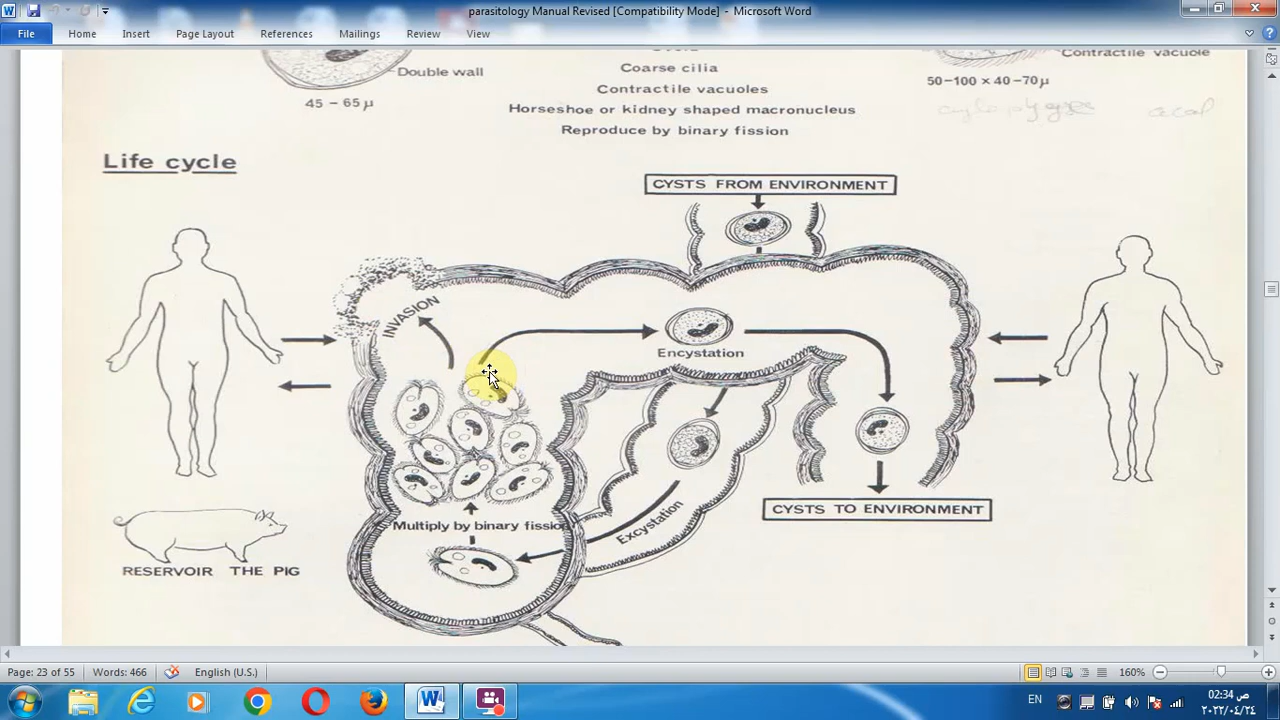 parasitology Manual Revised [Compatibility Mode] - Microsoft Word
File Home Insert Page Layout References Mailings Review View
Double wall
45 - 65 μ
Coarse cilia
Contractile vacuoles
Horseshoe or kidney shaped macronucleus
Reproduce by binary fission
Contractile vacuole
50-100 x 40-70 μ
Life cycle
CYSTS FROM ENVIRONMENT
INVASION
Encystation
Multiply by binary fission
Excystation
CYSTS TO ENVIRONMENT
RESERVOIR THE PIG
Page: 23 of 55 Words: 466 English (U.S.) 160%
EN
02:34 ص
٢٠٢٢/٠٤/٢٤